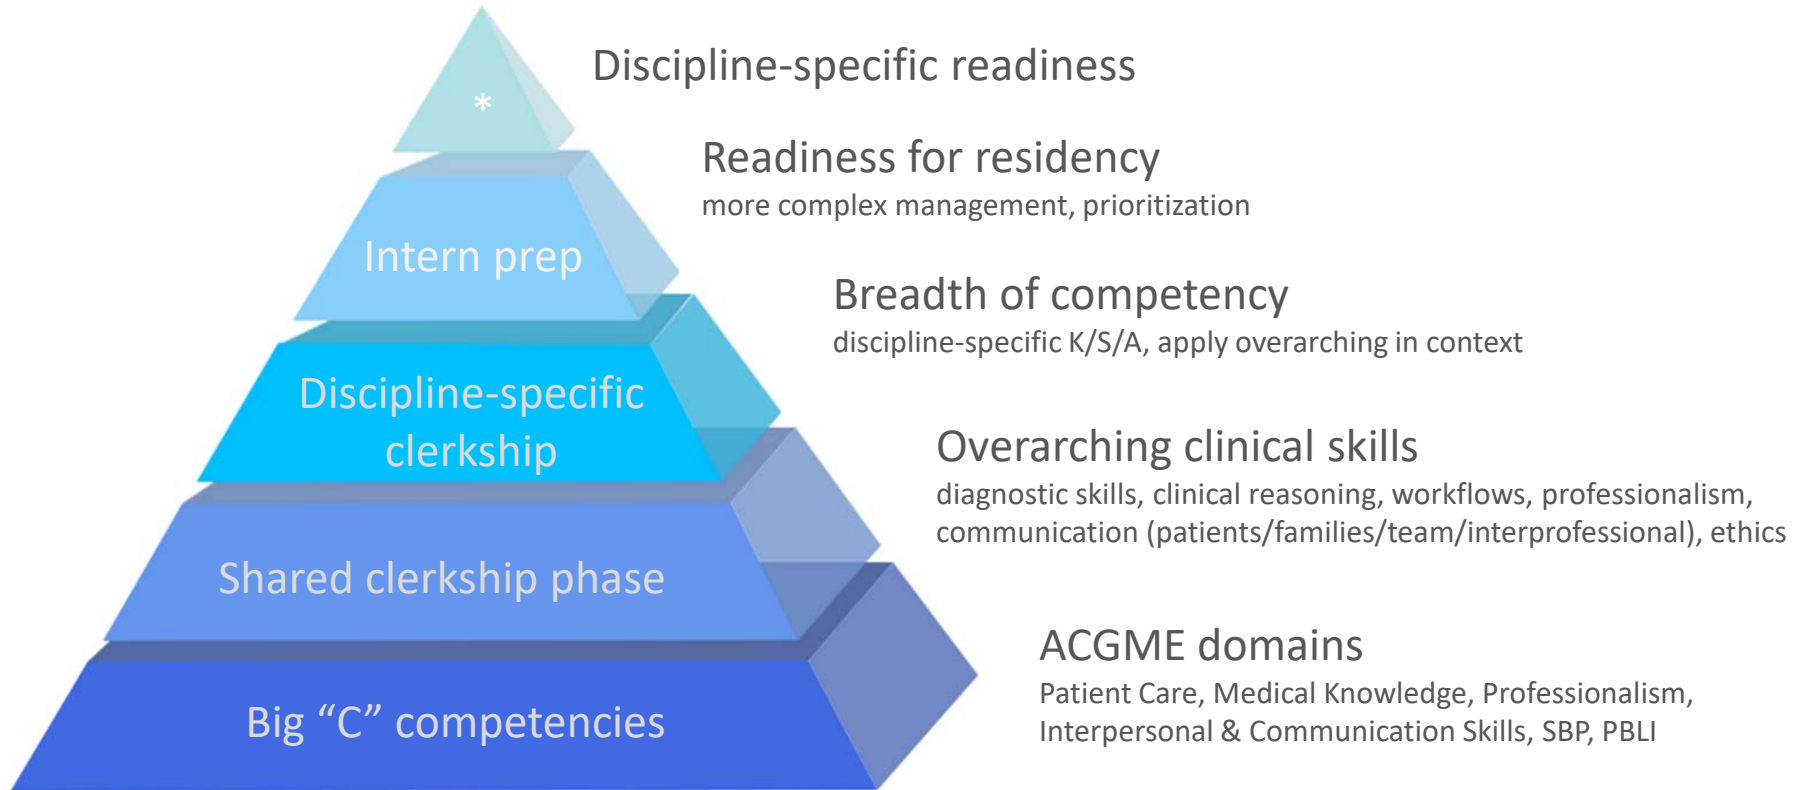 Discipline-specific readiness
*
Readiness for residency
more complex management, prioritization
Intern prep
Breadth of competency
discipline-specific K/S/A, apply overarching in context
Discipline-specific
clerkship
Overarching clinical skills
diagnostic skills, clinical reasoning, workflows, professionalism,
communication (patients/families/team/interprofessional), ethics
Shared clerkship phase
ACGME domains
Patient Care, Medical Knowledge, Professionalism,
Interpersonal & Communication Skills, SBP, PBLI
Big “C” competencies